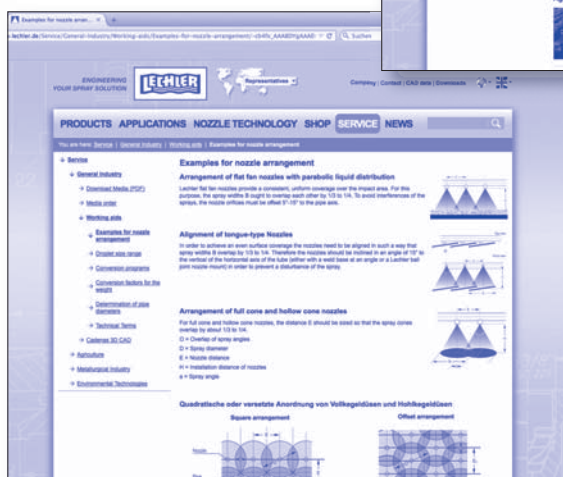 Examples for nozzle arran...
lechler.de/Service/General-Industry/Working-aids/Examples-for-nozzle-arrangement/
Suchen
ENGINEERING
YOUR SPRAY SOLUTION
LECHLER
Representatives
Company | Contact | CAD data | Downloads
PRODUCTS APPLICATIONS NOZZLE TECHNOLOGY SHOP SERVICE NEWS
You are here: Service | General Industry | Working aids | Examples for nozzle arrangement
Service
General Industry
Download Media (PDF)
Media order
Working aids
Examples for nozzle
arrangement
Droplet size range
Conversion programs
Conversion factors for the
weight
Determination of pipe
diameters
Technical Terms
Cadenas 3D CAD
Agriculture
Metallurgical Industry
Environmental Technologies
Examples for nozzle arrangement
Arrangement of flat fan nozzles with parabolic liquid distribution
Lechler flat fan nozzles provide a consistent, uniform coverage over the impact area. For this
purpose, the spray widths B ought to overlap each other by 1/3 to 1/4. To avoid interferences of the
sprays, the nozzle orifices must be offset 5°-15° to the pipe axis.
Alignment of tongue-type Nozzles
In order to achieve an even surface coverage the nozzles need to be aligned in such a way that
spray widths B overlap by 1/3 to 1/4. Therefore the nozzles should be inclined in an angle of 15° to
the vertical of the horizontal axis of the tube (either with a weld base at an angle or a Lechler ball
joint nozzle mount) in order to prevent a disturbance of the spray.
Arrangement of full cone and hollow cone nozzles
For full cone and hollow cone nozzles, the distance E should be sized so that the spray cones
overlap by about 1/3 to 1/4.
O = Overlap of spray angles
D = Spray diameter
E = Nozzle distance
H = Installation distance of nozzles
a = Spray angle
Quadratische oder versetzte Anordnung von Vollkegeldüsen und Hohlkegeldüsen
Square arrangement Offset arrangement
Nozzle
Pipe